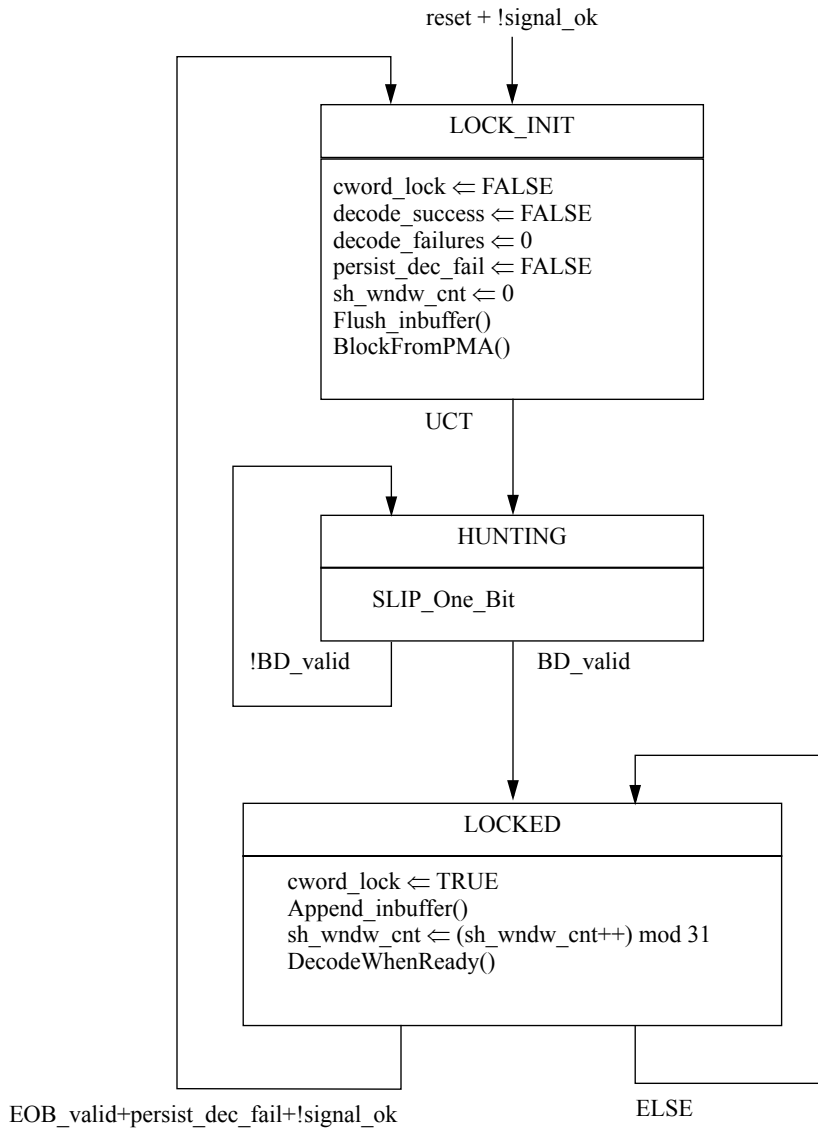 reset + !signal_ok
LOCK_INIT
cword_lock ⇐ FALSE
decode_success ⇐ FALSE
decode_failures ⇐ 0
persist_dec_fail ⇐ FALSE
sh_wndw_cnt ⇐ 0
Flush_inbuffer()
BlockFromPMA()
UCT
HUNTING
SLIP_One_Bit
!BD_valid
BD_valid
LOCKED
cword_lock ⇐ TRUE
Append_inbuffer()
sh_wndw_cnt ⇐ (sh_wndw_cnt++) mod 31
DecodeWhenReady()
EOB_valid+persist_dec_fail+!signal_ok
ELSE